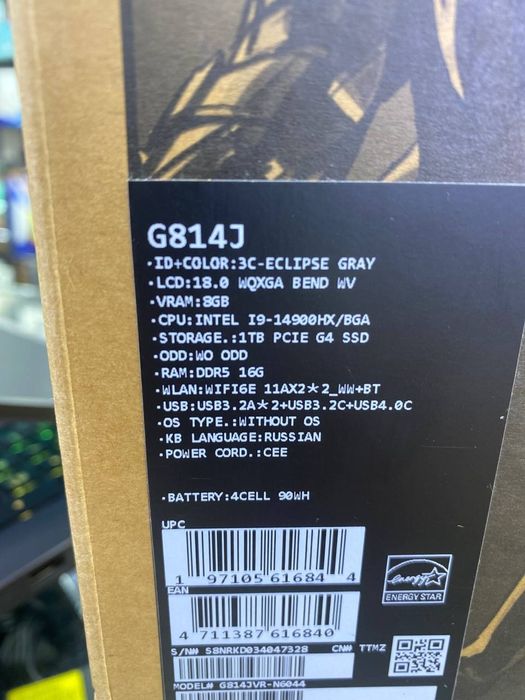 G814J
·ID+COLOR:3C-ECLIPSE GRAY
·LCD:18.0 WQXGA BEND WV
·VRAM:8GB
·CPU:INTEL I9-14900HX/BGA
·STORAGE.:1TB PCIE G4 SSD
·ODD:WO ODD
·RAM:DDR5 16G
·WLAN:WIFI6E 11AX2*2_WW+BT
·USB:USB3.2A*2+USB3.2C+USB4.0C
·OS TYPE.:WITHOUT OS
·KB LANGUAGE:RUSSIAN
·POWER CORD.:CEE
·BATTERY:4CELL 90WH
UPC
1 97105 61684 4
EAN
4 711387 616840
energy
ENERGY STAR
S/N# S8NRKD034047328 CN# TTMZ
MODEL# G814JVR-N6044